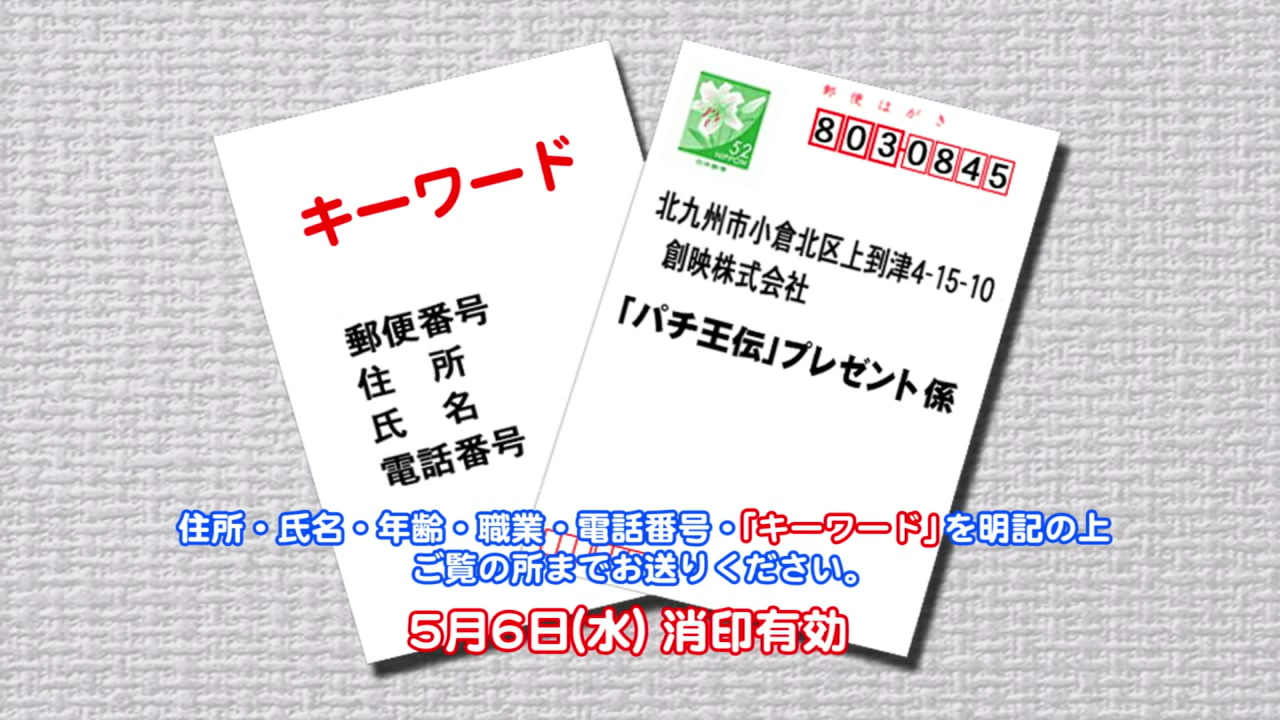 キーワード
郵便番号
住 所
氏 名
電話番号
52
NIPPON
郵便はがき
8030845
北九州市小倉北区上到津4-15-10
創映株式会社
「パチ王伝」プレゼント係
住所・氏名・年齢・職業・電話番号・「キーワード」を明記の上
ご覧の所までお送りください。
5月6日(水) 消印有効